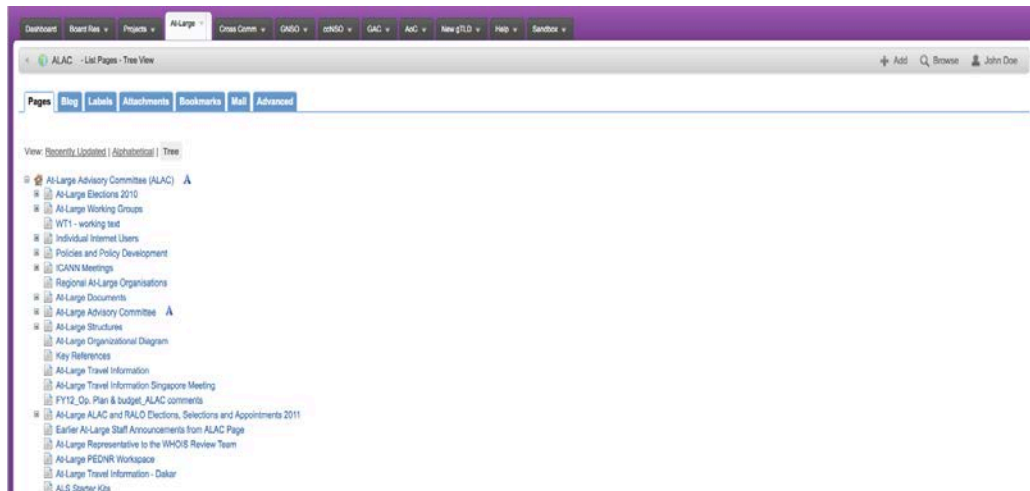 Dashboard Board Res Projects At-Large Cross Comm GNSO ccNSO GAC AoC New gTLD Help Sandbox
ALAC - List Pages - Tree View Add Browse John Doe
Pages Blog Labels Attachments Bookmarks Mail Advanced
View: Recently Updated | Alphabetical | Tree
At-Large Advisory Committee (ALAC) A
At-Large Elections 2010
At-Large Working Groups
WT1 - working text
Individual Internet Users
Policies and Policy Development
ICANN Meetings
Regional At-Large Organisations
At-Large Documents
At-Large Advisory Committee A
At-Large Structures
At-Large Organizational Diagram
Key References
At-Large Travel Information
At-Large Travel Information Singapore Meeting
FY12_Op. Plan & budget_ALAC comments
At-Large ALAC and RALO Elections, Selections and Appointments 2011
Earlier At-Large Staff Announcements from ALAC Page
At-Large Representative to the WHOIS Review Team
At-Large PEDNR Workspace
At-Large Travel Information - Dakar
ALS Starter Kits